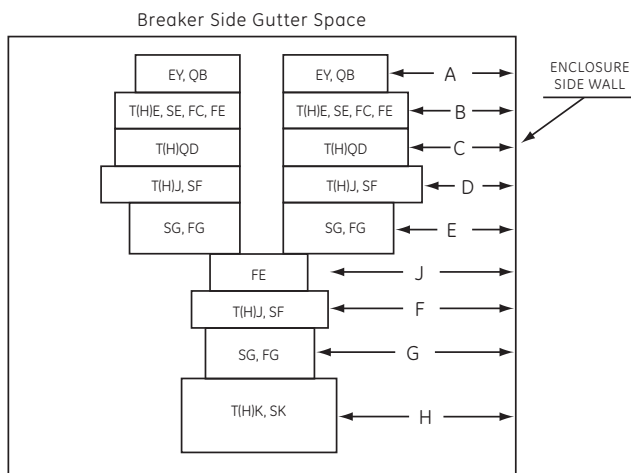 Breaker Side Gutter Space
EY, QB
EY, QB
A
ENCLOSURE
SIDE WALL
T(H)E, SE, FC, FE
T(H)E, SE, FC, FE
B
T(H)QD
T(H)QD
C
T(H)J, SF
T(H)J, SF
D
SG, FG
SG, FG
E
FE
J
T(H)J, SF
F
SG, FG
G
T(H)K, SK
H